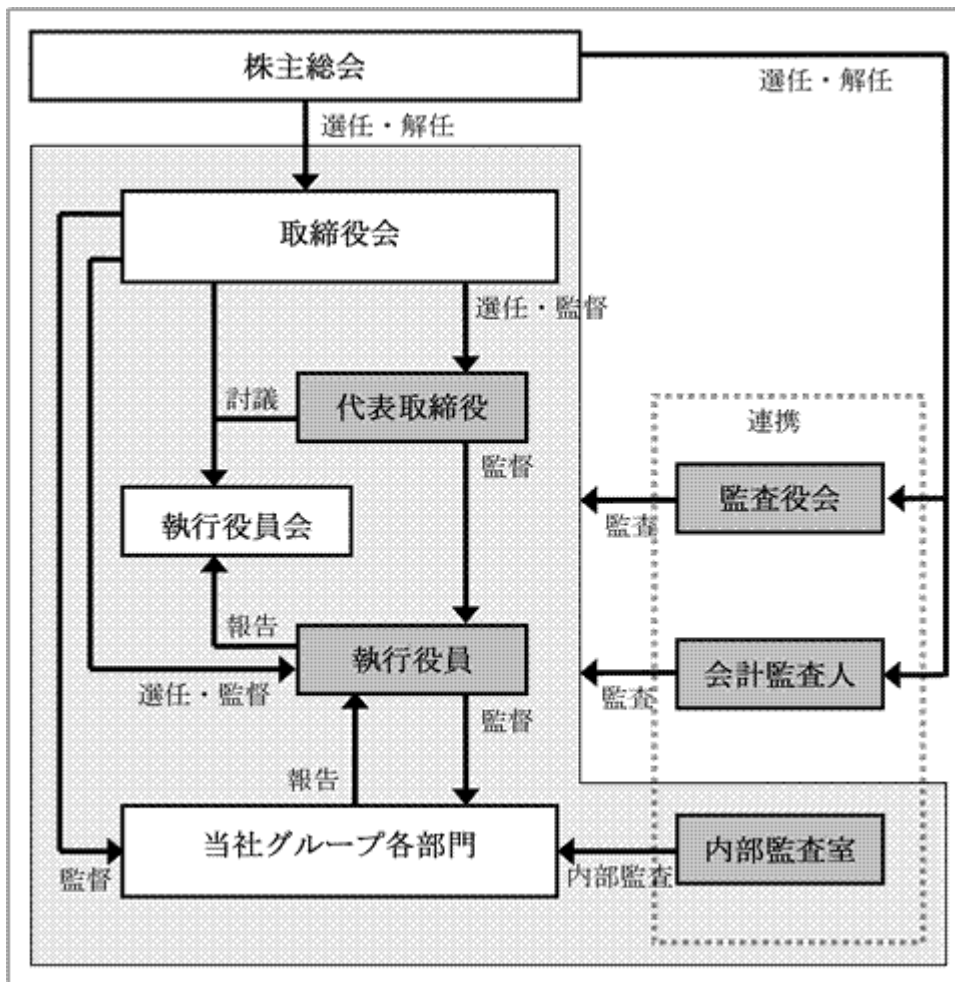 株主総会
選任・解任
選任・解任
取締役会
選任・監督
代表取締役
討議
監督
連携
執行役員会
監査役会
監査
報告
執行役員
会計監査人
選任・監督
監督
監査
報告
当社グループ各部門
内部監査室
監督
内部監査